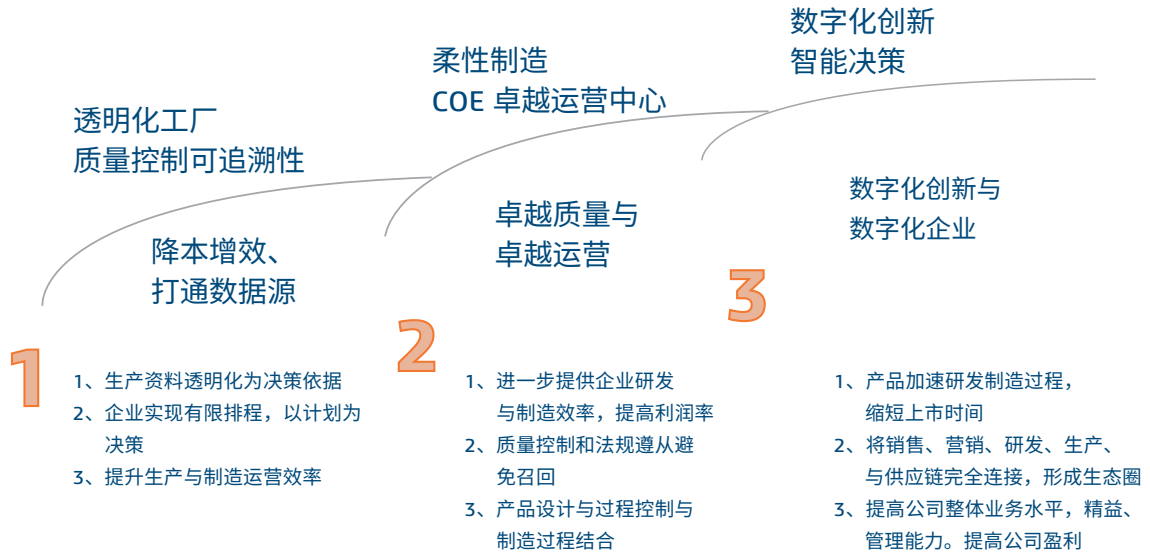 透明化工厂
质量控制可追溯性
降本增效、
打通数据源
1
1、生产资料透明化为决策依据
2、企业实现有限排程，以计划为
决策
3、提升生产与制造运营效率
柔性制造
COE 卓越运营中心
卓越质量与
卓越运营
2
1、进一步提供企业研发
与制造效率，提高利润率
2、质量控制和法规遵从避
免召回
3、产品设计与过程控制与
制造过程结合
数字化创新
智能决策
数字化创新与
数字化企业
3
1、产品加速研发制造过程，
缩短上市时间
2、将销售、营销、研发、生产、
与供应链完全连接，形成生态圈
3、提高公司整体业务水平，精益、
管理能力。提高公司盈利